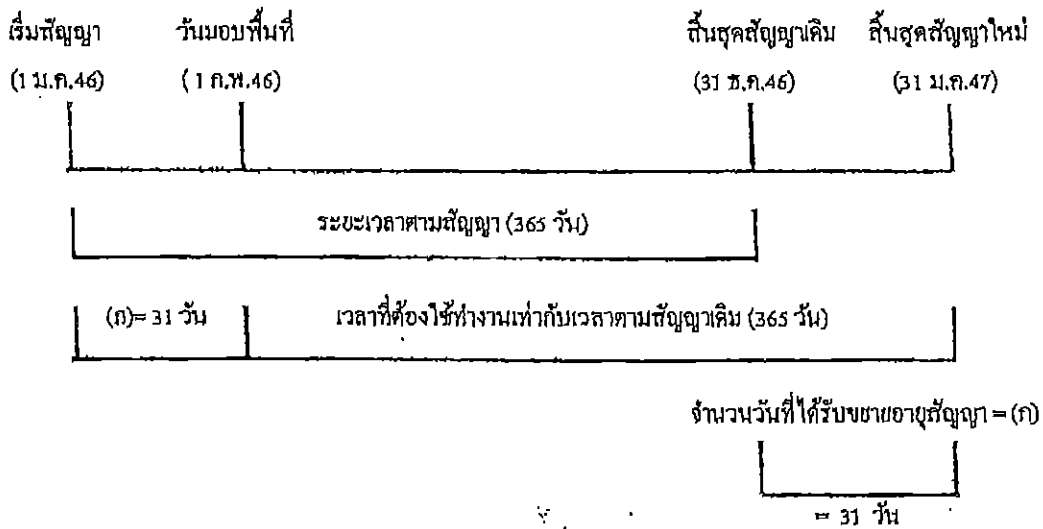 เริ่มสัญญา วันมอบพื้นที่ สิ้นสุดสัญญาเดิม สิ้นสุดสัญญาใหม่
(1 ม.ค.46) (1 ก.พ.46) (31 ธ.ค.46) (31 ม.ค.47)
ระยะเวลาตามสัญญา (365 วัน)
(ก)= 31 วัน เวลาที่ต้องใช้ทำงานเท่ากับเวลาตามสัญญาเดิม (365 วัน)
จำนวนวันที่ได้รับขยายอายุสัญญา = (ก)
= 31 วัน